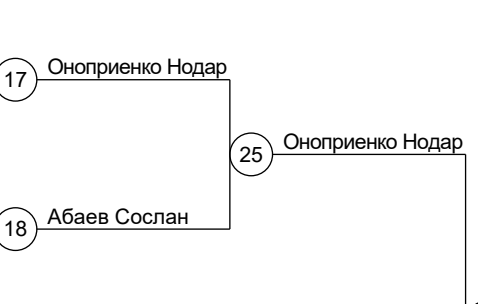 Оноприенко Нодар
17
25
Оноприенко Нодар
18
Абаев Сослан